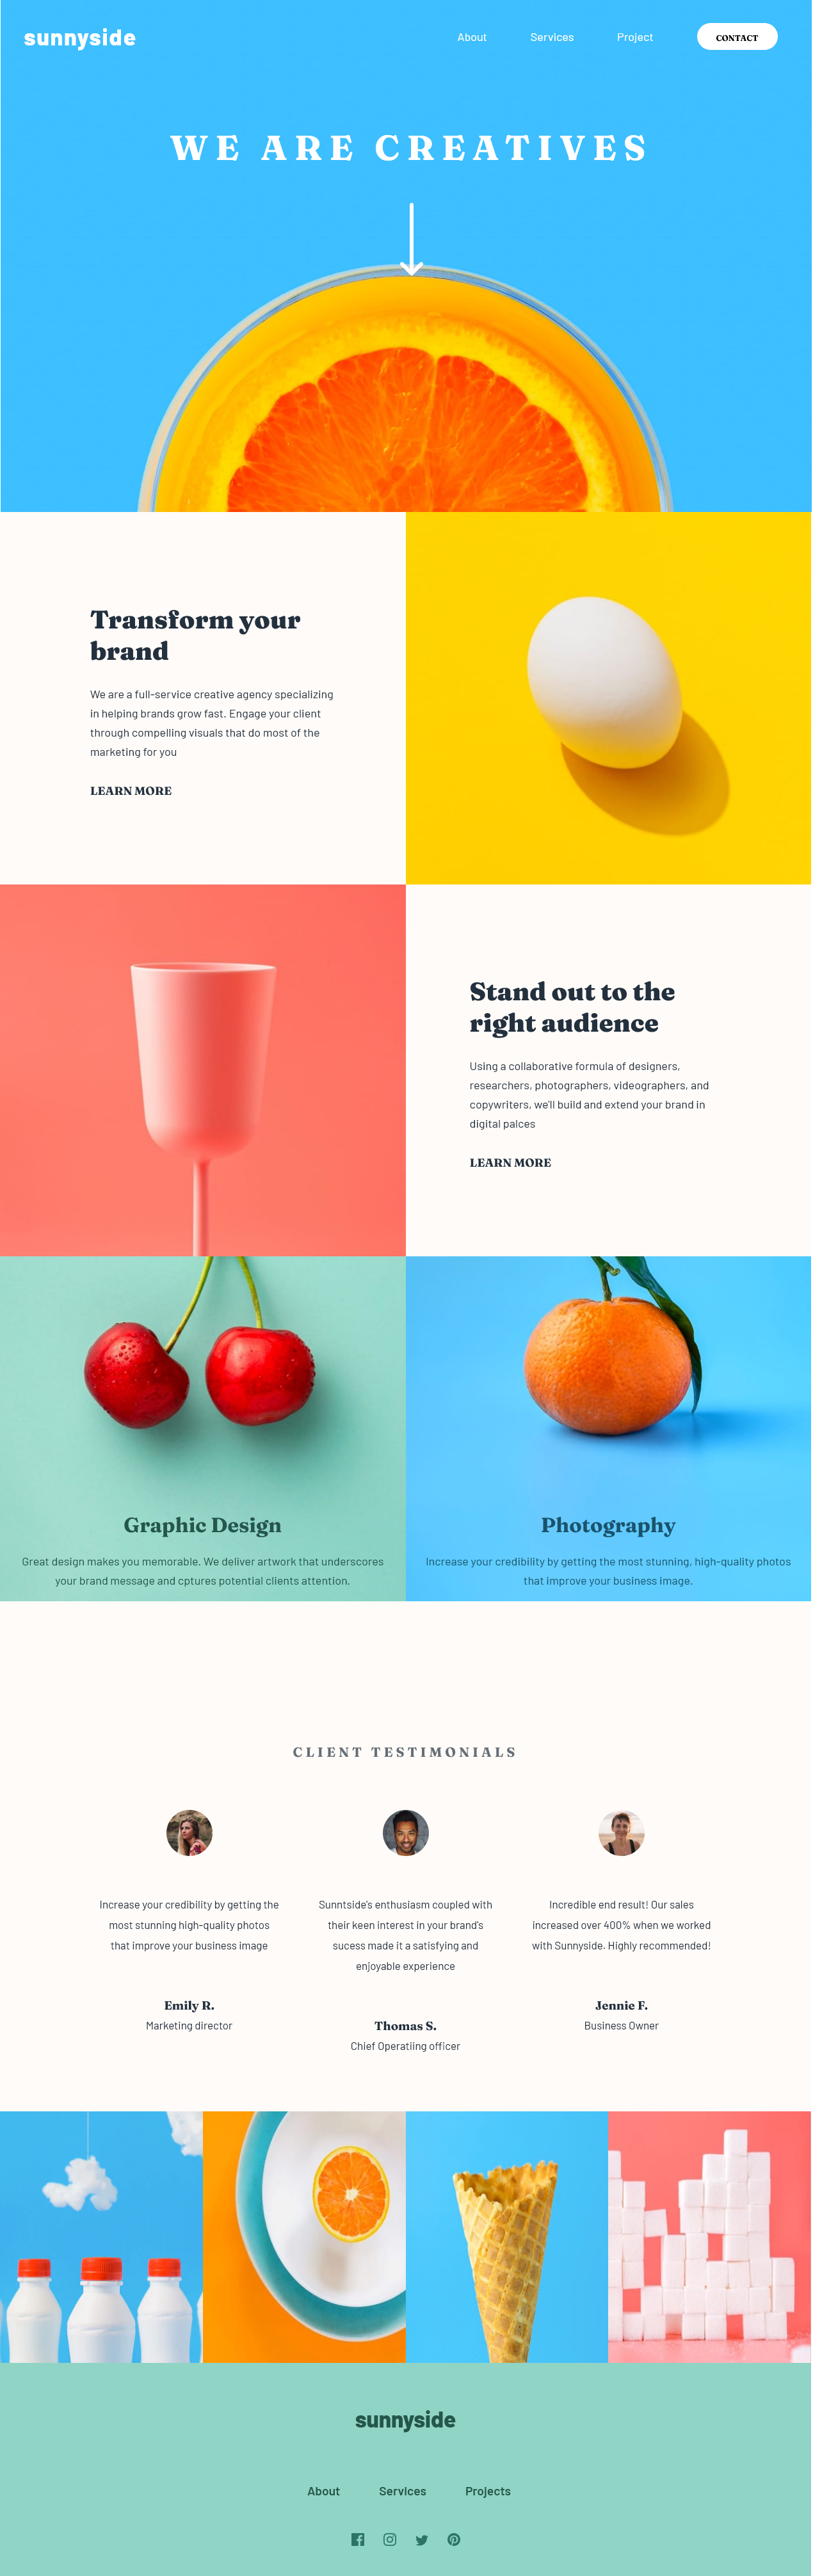 sunnyside
About Services Project CONTACT
WE ARE CREATIVES
Transform your
brand
We are a full-service creative agency specializing
in helping brands grow fast. Engage your client
through compelling visuals that do most of the
marketing for you
LEARN MORE
Stand out to the
right audience
Using a collaborative formula of designers,
researchers, photographers, videographers, and
copywriters, we'll build and extend your brand in
digital palces
LEARN MORE
Graphic Design
Great design makes you memorable. We deliver artwork that underscores
your brand message and cptures potential clients attention.
Photography
Increase your credibility by getting the most stunning, high-quality photos
that improve your business image.
CLIENT TESTIMONIALS
Increase your credibility by getting the
most stunning high-quality photos
that improve your business image
Emily R.
Marketing director
Sunntside's enthusiasm coupled with
their keen interest in your brand's
sucess made it a satisfying and
enjoyable experience
Thomas S.
Chief Operatiing officer
Incredible end result! Our sales
increased over 400% when we worked
with Sunnyside. Highly recommended!
Jennie F.
Business Owner
sunnyside
About Services Projects